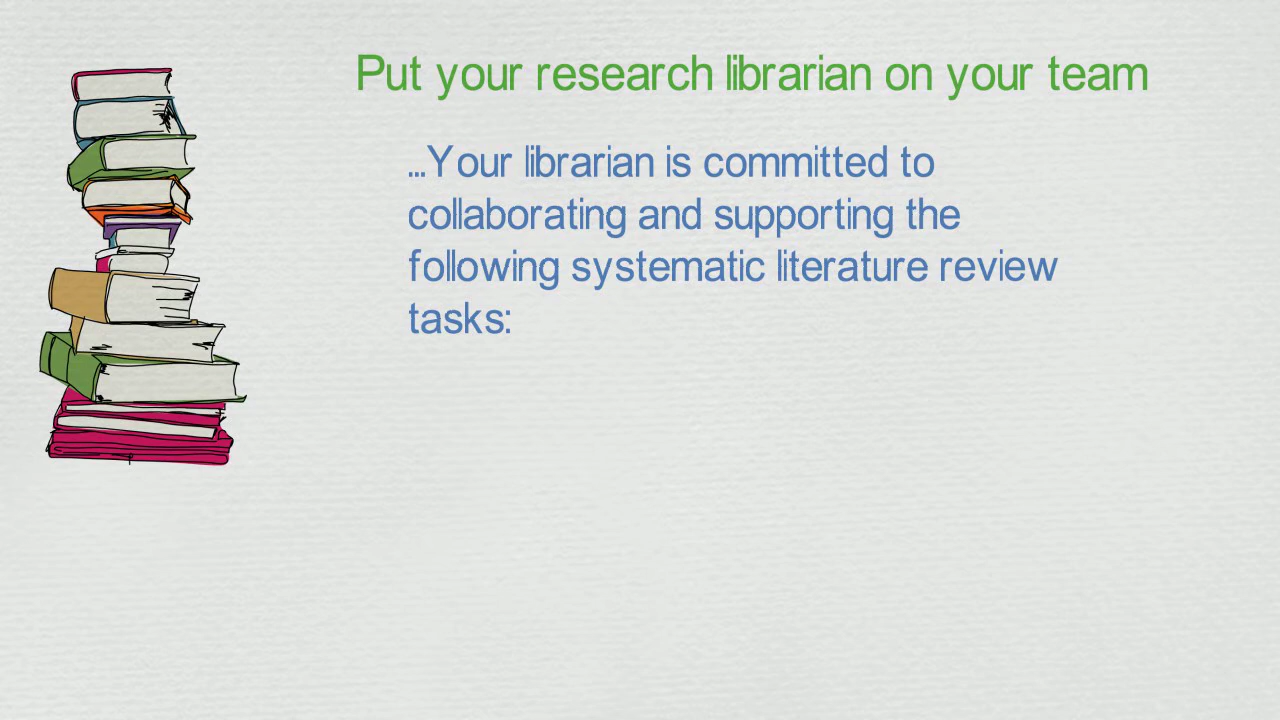 Put your research librarian on your team
...Your librarian is committed to
collaborating and supporting the
following systematic literature review
tasks: